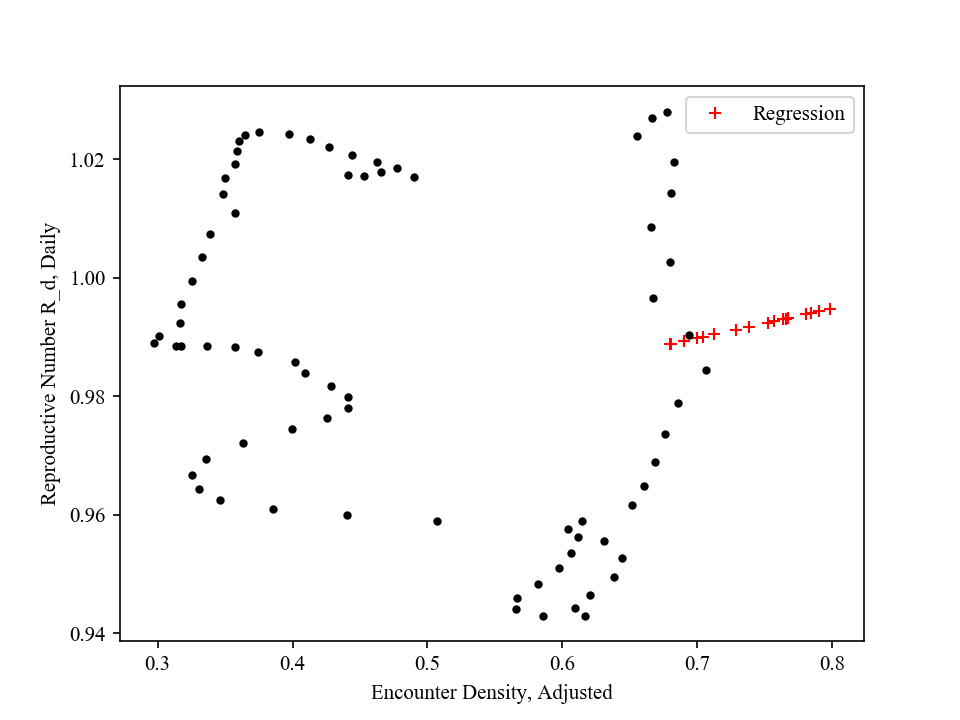 Regression
1.02
1.00
0.98
0.96
0.94
Reproductive Number R_d, Daily
0.3 0.4 0.5 0.6 0.7 0.8
Encounter Density, Adjusted